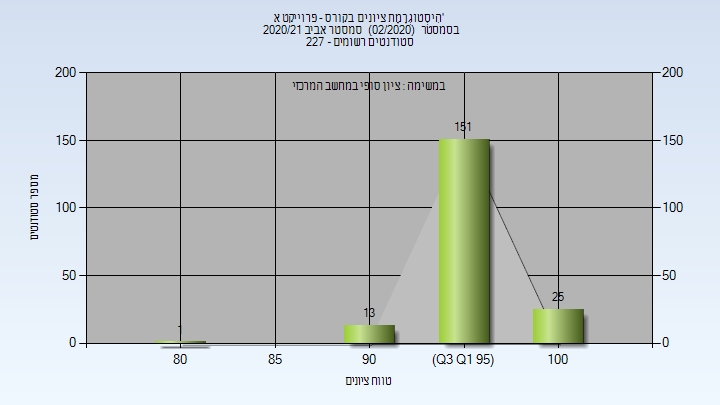 היסטוגרמת ציונים בקורס - פרוייקט א'
בסמסטר (02/2020) סמסטר אביב 2020/21
סטודנטים רשומים - 227
במשימה : ציון סופי במחשב המרכזי
מספר סטודנטים
200
150
100
50
0
200
150
100
50
0
1
13
151
25
80
85
90
(Q3 Q1 95)
100
טווח ציונים